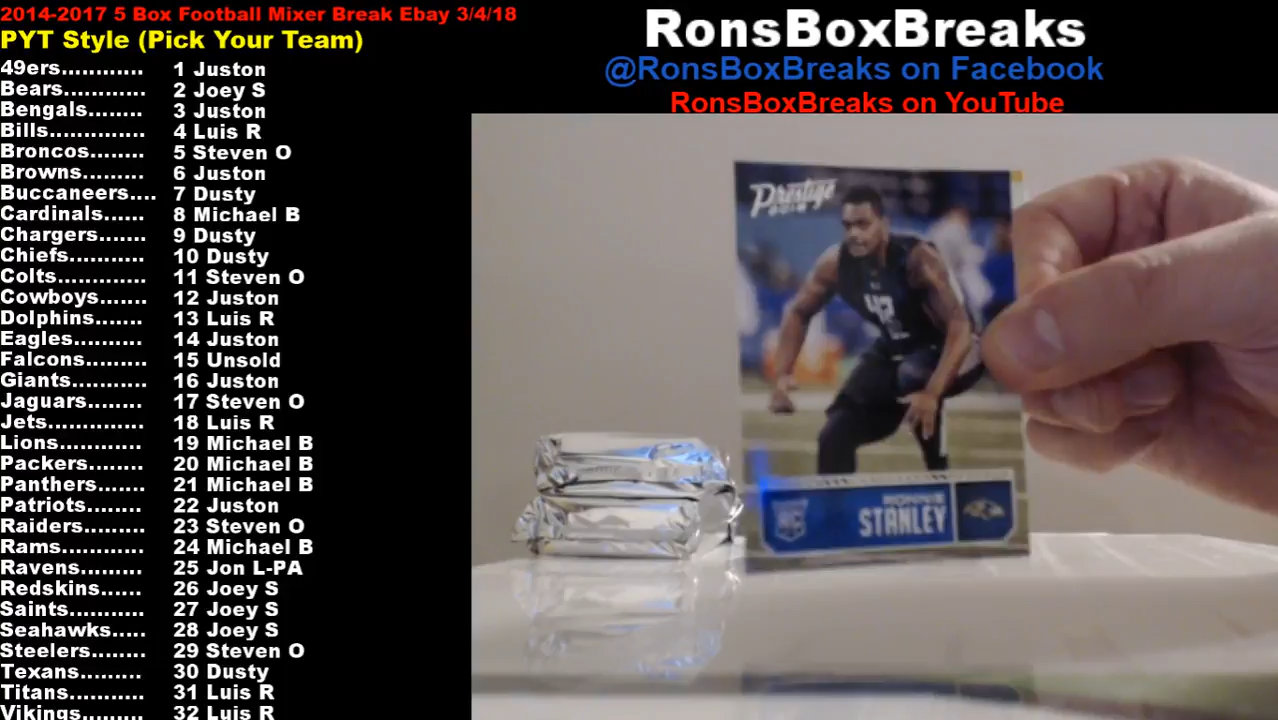 2014-2017 5 Box Football Mixer Break Ebay 3/4/18
PYT Style (Pick Your Team)
49ers............ 1 Juston
Bears............ 2 Joey S
Bengals........ 3 Juston
Bills.............. 4 Luis R
Broncos........ 5 Steven O
Browns......... 6 Juston
Buccaneers.... 7 Dusty
Cardinals...... 8 Michael B
Chargers....... 9 Dusty
Chiefs........... 10 Dusty
Colts............. 11 Steven O
Cowboys....... 12 Juston
Dolphins....... 13 Luis R
Eagles.......... 14 Juston
Falcons......... 15 Unsold
Giants........... 16 Juston
Jaguars........ 17 Steven O
Jets.............. 18 Luis R
Lions............ 19 Michael B
Packers........ 20 Michael B
Panthers....... 21 Michael B
Patriots........ 22 Juston
Raiders......... 23 Steven O
Rams............ 24 Michael B
Ravens......... 25 Jon L-PA
Redskins...... 26 Joey S
Saints........... 27 Joey S
Seahawks..... 28 Joey S
Steelers........ 29 Steven O
Texans......... 30 Dusty
Titans........... 31 Luis R
Vikings.......... 32 Luis R
RonsBoxBreaks
@RonsBoxBreaks on Facebook
RonsBoxBreaks on YouTube
Prestige
2016
42
RONNIE
STANLEY